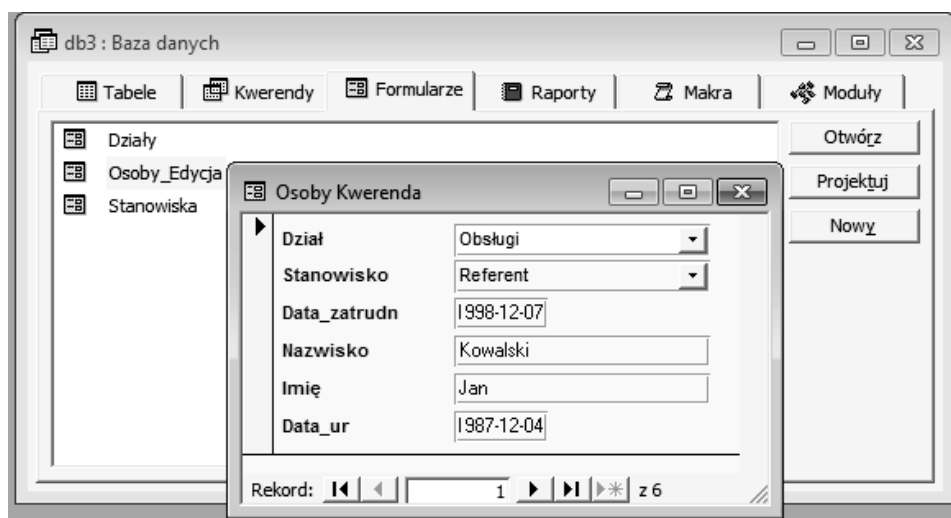 db3 : Baza danych
Tabele Kwerendy Formularze Raporty Makra Moduły
Działy
Osoby_Edycja
Stanowiska
Otwórz
Projektuj
Nowy
Osoby Kwerenda
Dział Obsługi
Stanowisko Referent
Data_zatrudn 1998-12-07
Nazwisko Kowalski
Imię Jan
Data_ur 1987-12-04
Rekord: 1 z 6